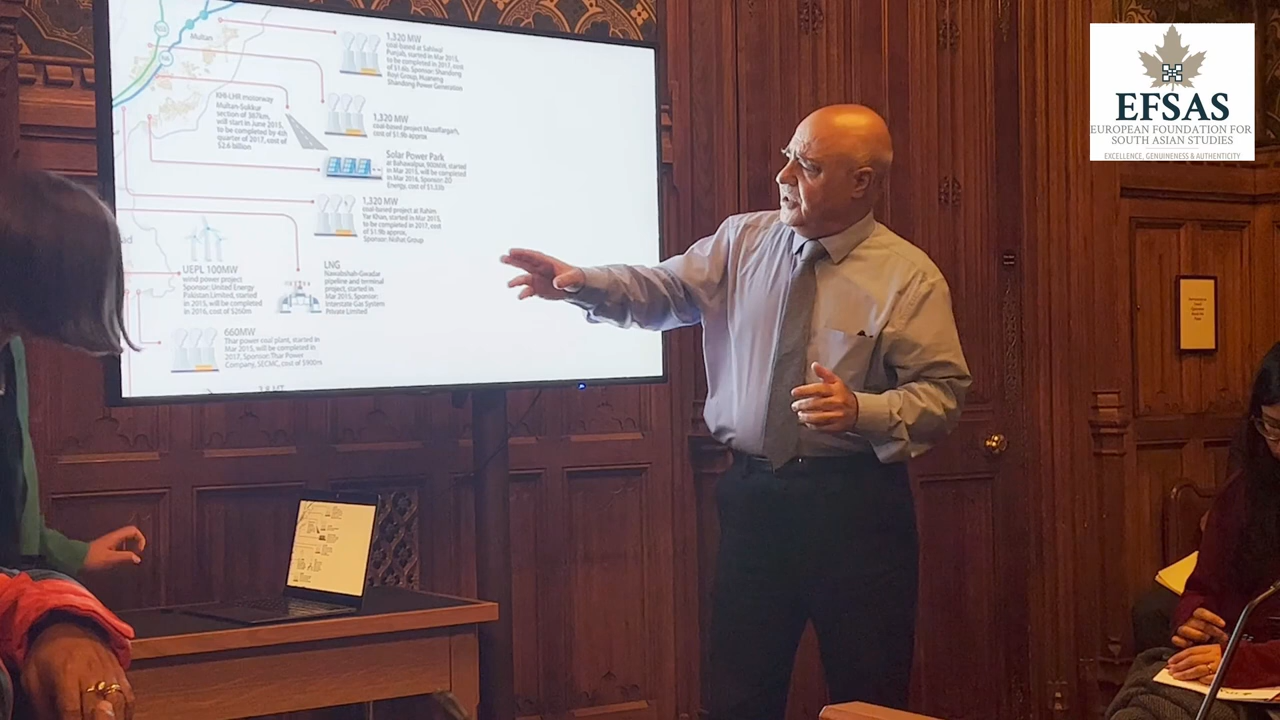 Multan
1,320 MW
coal-based at Sahiwal
Punjab, started in Mar 2015,
to be completed in 2017, cost
of $1.6b, Sponsor: Shandong
Ruyi Group, Huaneng
Shandong Power Generation
KHI-LHR motorway
Multan-Sukkur
section of 387km,
will start in June 2015,
to be completed by 4th
quarter of 2017, cost of
$2.6 billion
1,320 MW
coal-based project Muzaffargarh,
cost of $1.9b approx
Solar Power Park
at Bahawalpur, 900MW, started
in Mar 2015, will be completed
in Mar 2016, Sponsor: ZO
Energy, cost of $1.32b
1,320 MW
coal-based project at Rahim
Yar Khan, started in Mar 2015,
to be completed in 2017, cost
of $1.9b approx,
Sponsor: Nishat Group
UEPL 100MW
wind power project
Sponsor: United Energy
Pakistan Limited, started
in 2015, will be completed
in 2016, cost of $250m
LNG
Nawabshah-Gwadar
pipeline and terminal
project, started in
Mar 2015, Sponsor:
Interstate Gas System
Private Limited
660MW
Thar power coal plant, started in
Mar 2015, will be completed in
2017, Sponsor: Thar Power
Company, SECMC, cost of $900m
EFSAS
EUROPEAN FOUNDATION FOR
SOUTH ASIAN STUDIES
EXCELLENCE, GENUINENESS & AUTHENTICITY